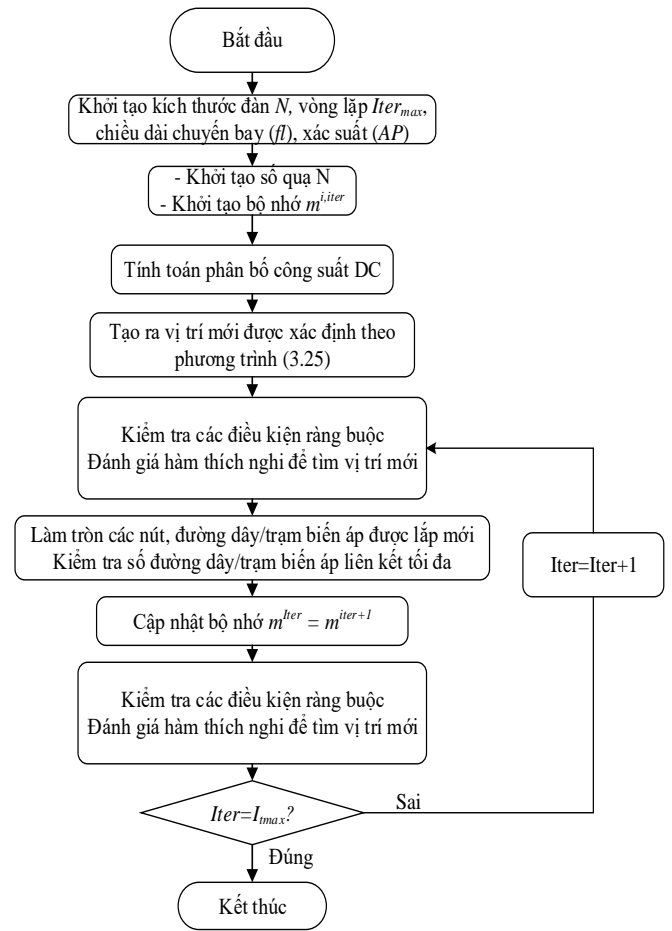 Bắt đầu
Khởi tạo kích thước đàn N, vòng lặp Iter_max,
chiều dài chuyến bay (fl), xác suất (AP)
- Khởi tạo số quạ N
- Khởi tạo bộ nhớ m^i,iter
Tính toán phân bố công suất DC
Tạo ra vị trí mới được xác định theo
phương trình (3.25)
Kiểm tra các điều kiện ràng buộc
Đánh giá hàm thích nghi để tìm vị trí mới
Làm tròn các nút, đường dây/trạm biến áp được lắp mới
Kiểm tra số đường dây/trạm biến áp liên kết tối đa
Iter=Iter+1
Cập nhật bộ nhớ m^Iter = m^iter+1
Kiểm tra các điều kiện ràng buộc
Đánh giá hàm thích nghi để tìm vị trí mới
Iter=I_tmax?
Sai
Đúng
Kết thúc